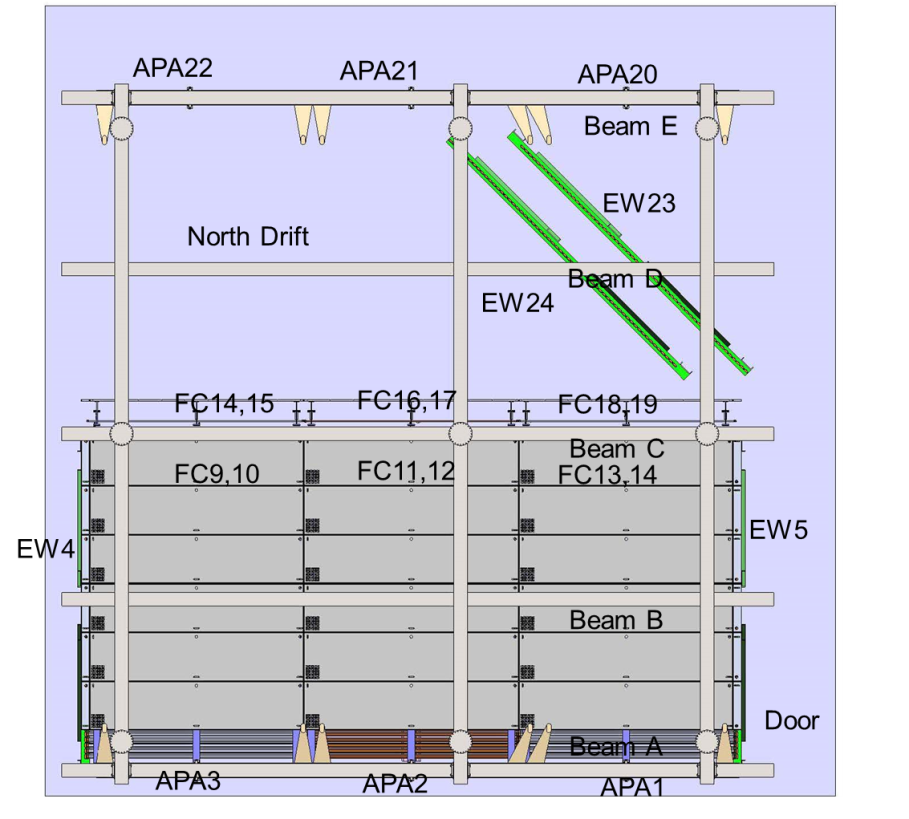 APA22
APA21
APA20
Beam E
EW23
North Drift
Beam D
EW24
FC14,15
FC16,17
FC18,19
Beam C
FC9,10
FC11,12
FC13,14
EW4
EW5
Beam B
Door
Beam A
APA3
APA2
APA1